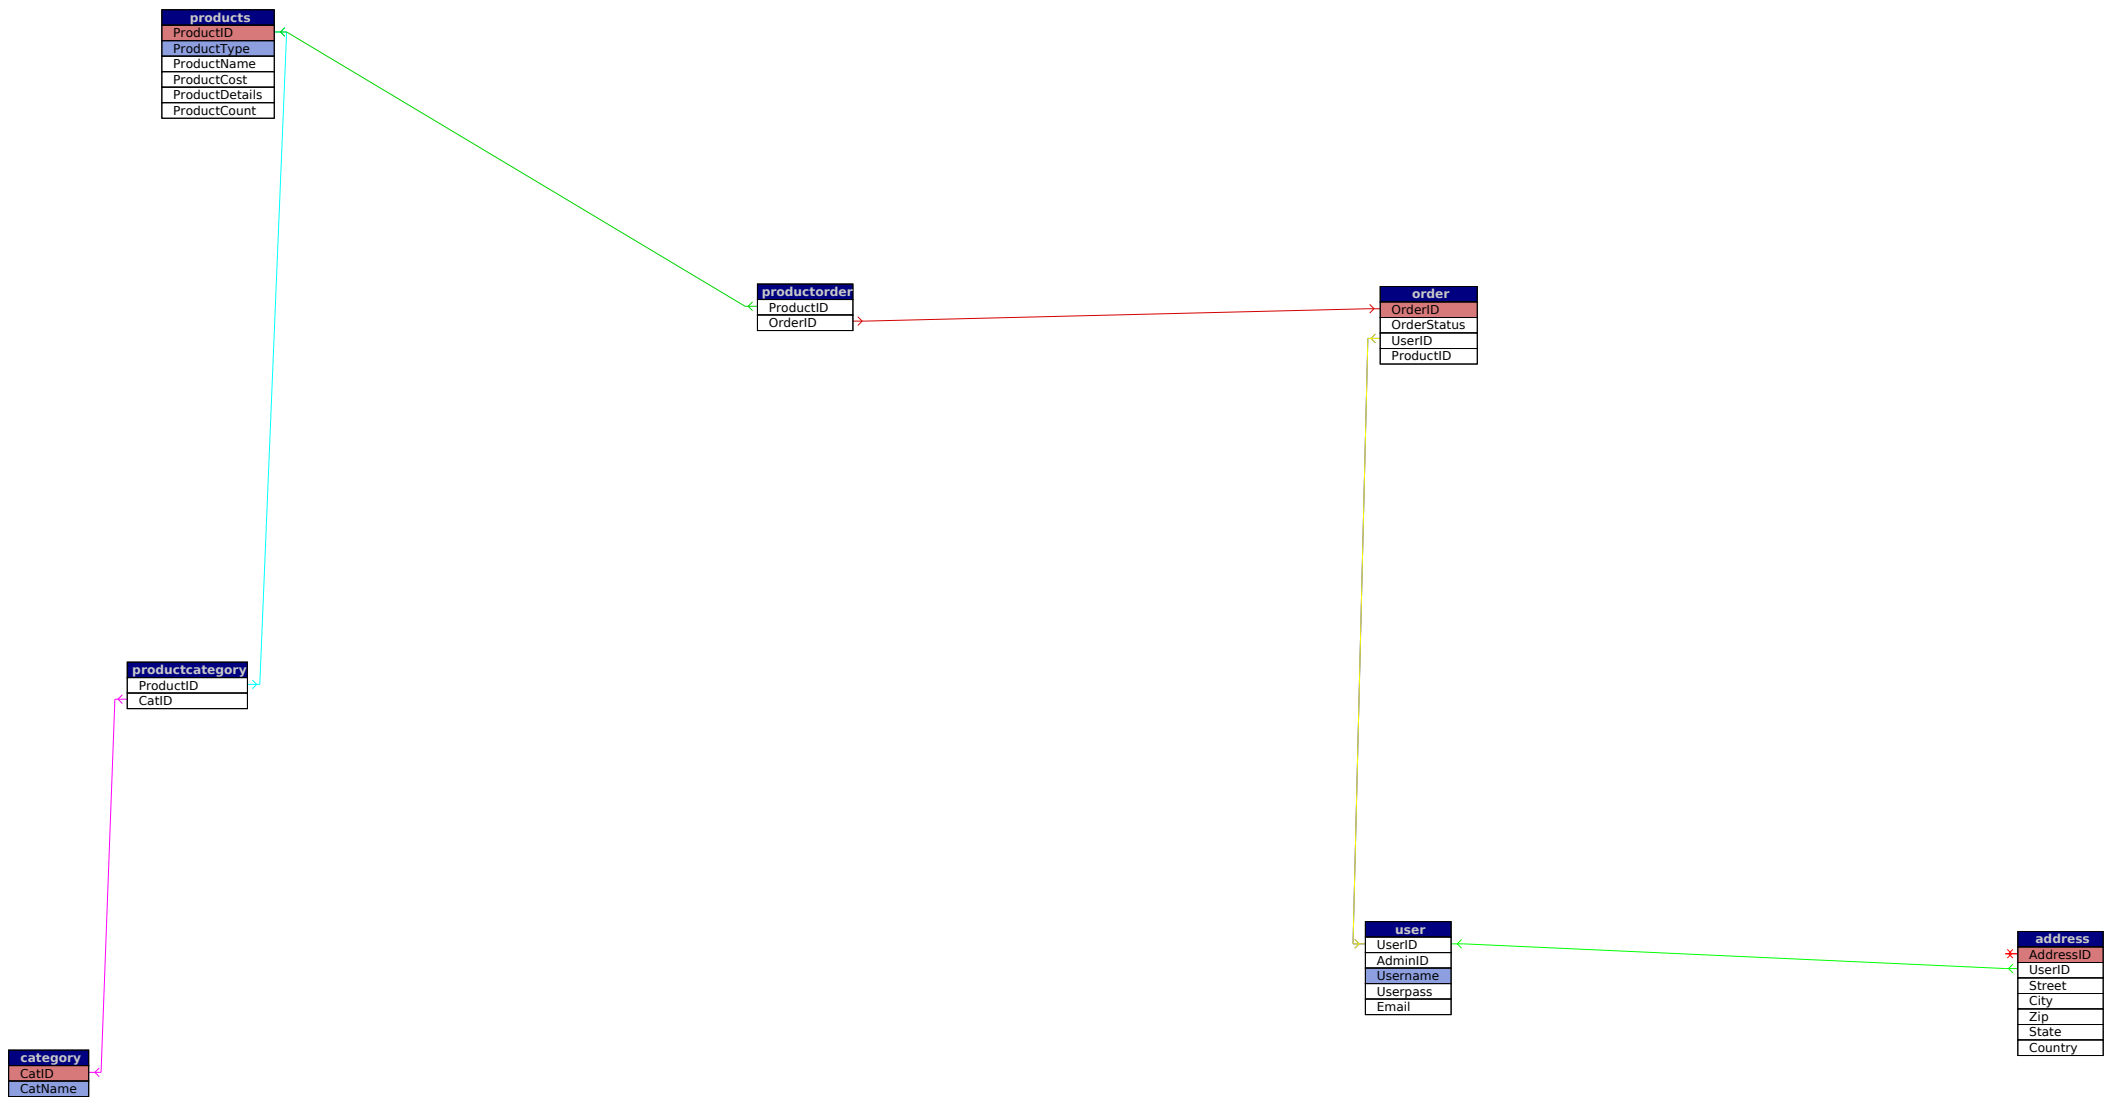 products
ProductID
ProductType
ProductName
ProductCost
ProductDetails
ProductCount
productorder
ProductID
OrderID
order
OrderID
OrderStatus
UserID
ProductID
productcategory
ProductID
CatID
user
UserID
AdminID
Username
Userpass
Email
address
AddressID
UserID
Street
City
Zip
State
Country
category
CatID
CatName